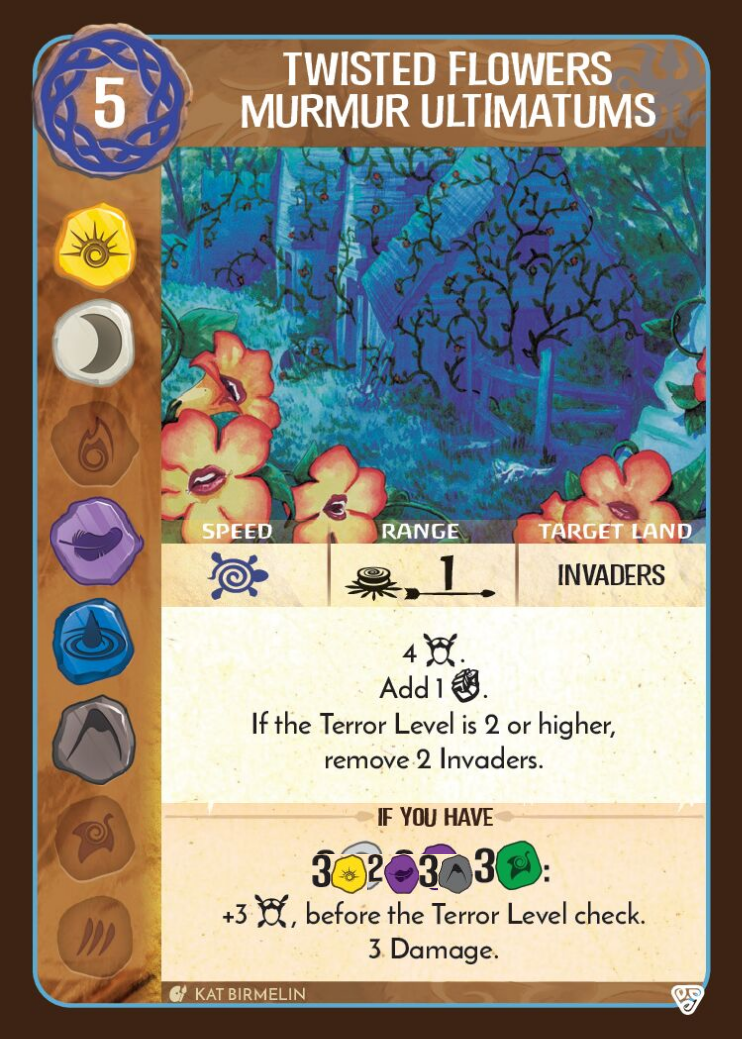 5
TWISTED FLOWERS
MURMUR ULTIMATUMS
SPEED RANGE TARGET LAND
1 INVADERS
4 .
Add 1 .
If the Terror Level is 2 or higher,
remove 2 Invaders.
IF YOU HAVE
3 2 3 3 :
+3 , before the Terror Level check.
3 Damage.
KAT BIRMELIN